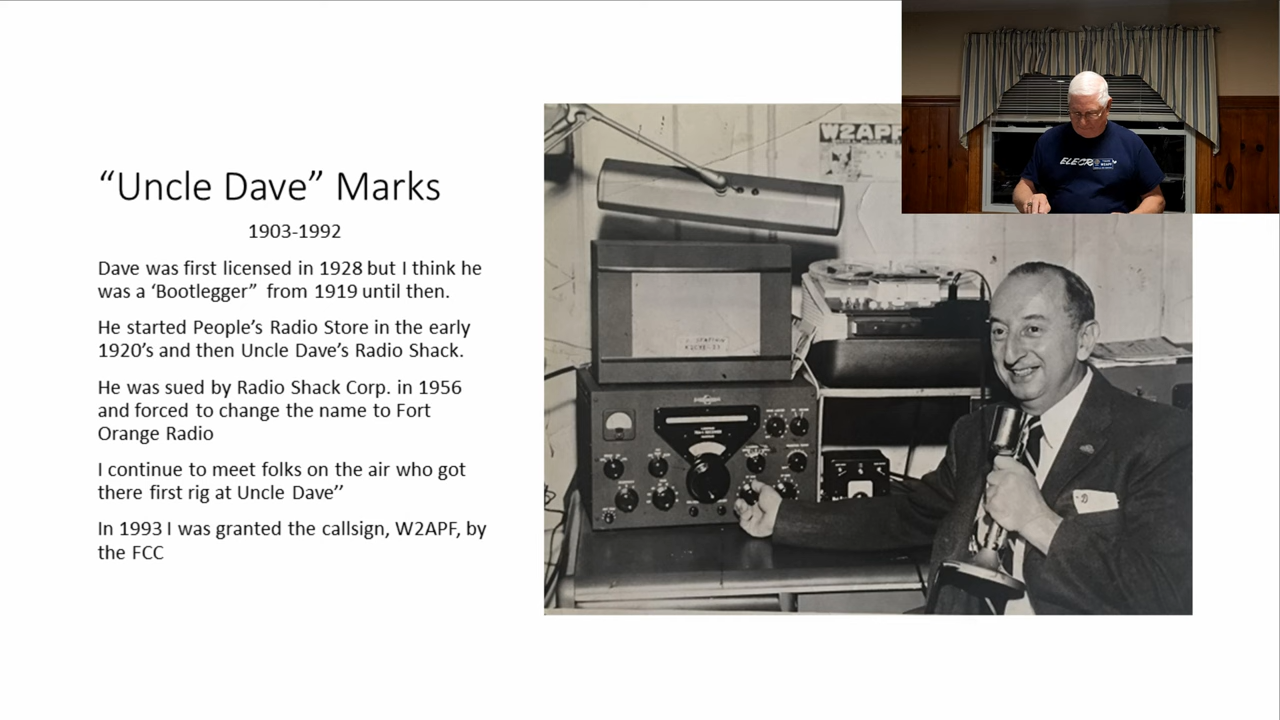 “Uncle Dave” Marks
1903-1992
Dave was first licensed in 1928 but I think he
was a ‘Bootlegger” from 1919 until then.
He started People’s Radio Store in the early
1920’s and then Uncle Dave’s Radio Shack.
He was sued by Radio Shack Corp. in 1956
and forced to change the name to Fort
Orange Radio
I continue to meet folks on the air who got
there first rig at Uncle Dave”
In 1993 I was granted the callsign, W2APF, by
the FCC
W2APF
ELECR